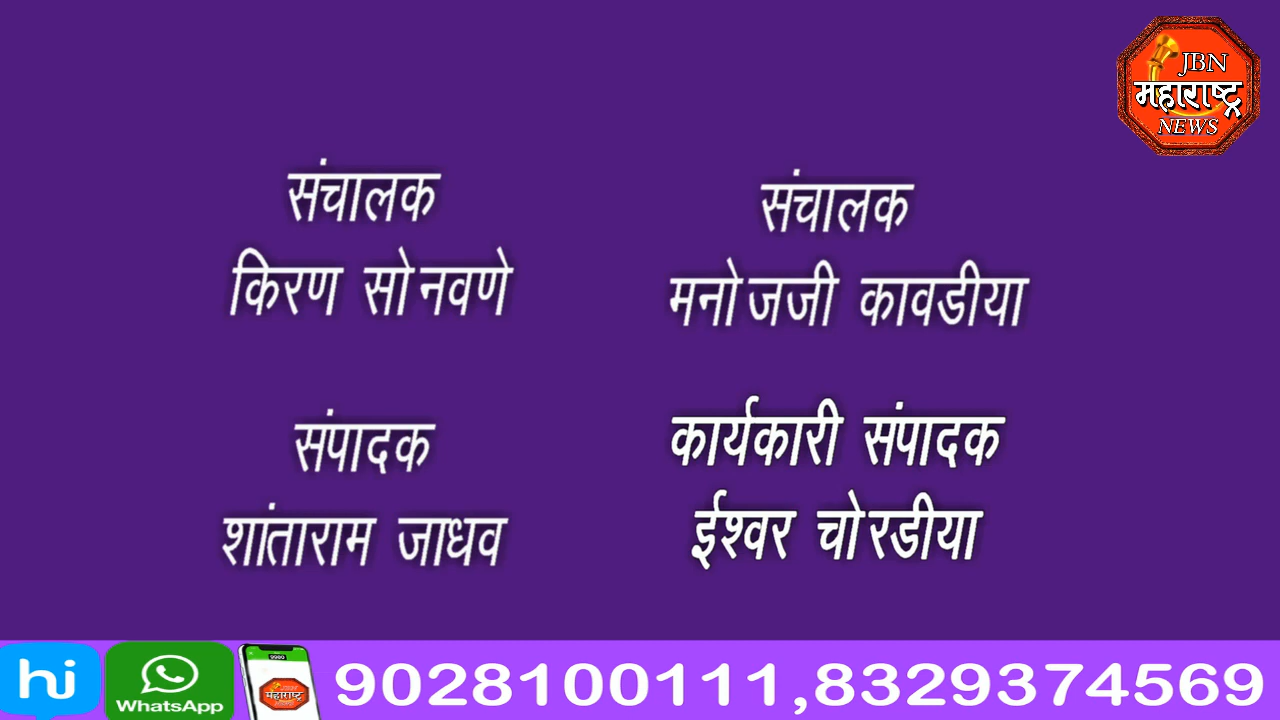 JBN
महाराष्ट्र
NEWS
संचालक
किरण सोनवणे
संचालक
मनोजजी कावडीया
संपादक
शांताराम जाधव
कार्यकारी संपादक
ईश्वर चोरडीया
hi
WhatsApp
महाराष्ट्र
9028100111,8329374569